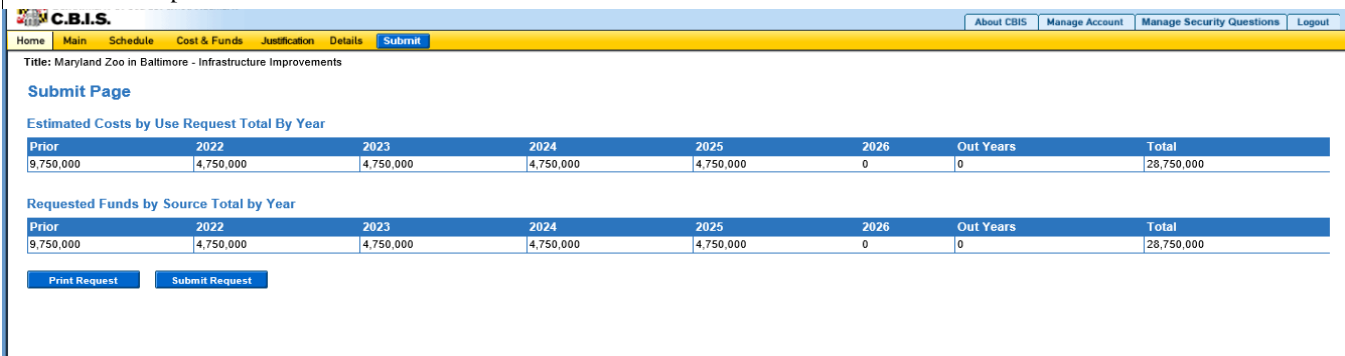 C.B.I.S.
About CBIS Manage Account Manage Security Questions Logout
Home Main Schedule Cost & Funds Justification Details Submit
Title: Maryland Zoo in Baltimore - Infrastructure Improvements
Submit Page
Estimated Costs by Use Request Total By Year
Prior 2022 2023 2024 2025 2026 Out Years Total
9,750,000 4,750,000 4,750,000 4,750,000 4,750,000 0 0 28,750,000
Requested Funds by Source Total by Year
Prior 2022 2023 2024 2025 2026 Out Years Total
9,750,000 4,750,000 4,750,000 4,750,000 4,750,000 0 0 28,750,000
Print Request Submit Request